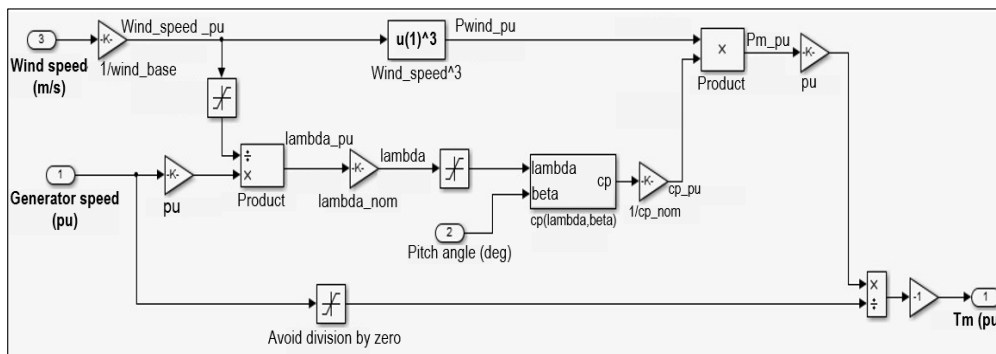 3
Wind speed
(m/s)
-K-
1/wind_base
Wind_speed _pu
u(1)^3
Wind_speed^3
Pwind_pu
×
Product
Pm_pu
-K-
pu
1
Generator speed
(pu)
-K-
pu
÷
×
Product
lambda_pu
-K-
lambda_nom
lambda
lambda
beta
cp
cp(lambda,beta)
-K-
1/cp_nom
cp_pu
2
Pitch angle (deg)
Avoid division by zero
×
÷
-1
1
Tm (pu